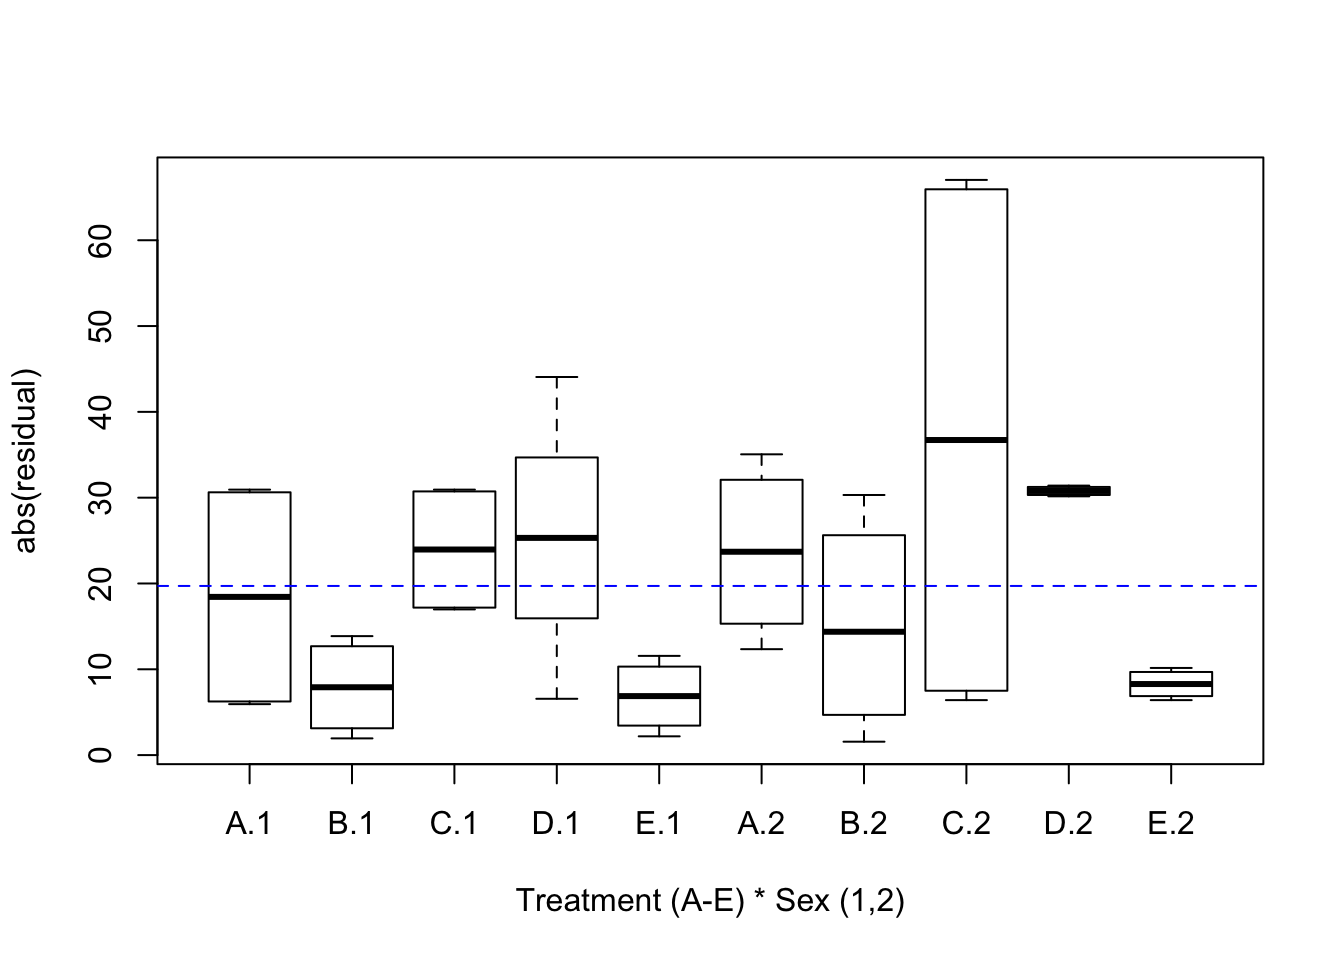 abs(residual)
60
50
40
30
20
10
0
A.1 B.1 C.1 D.1 E.1 A.2 B.2 C.2 D.2 E.2
Treatment (A-E) * Sex (1,2)